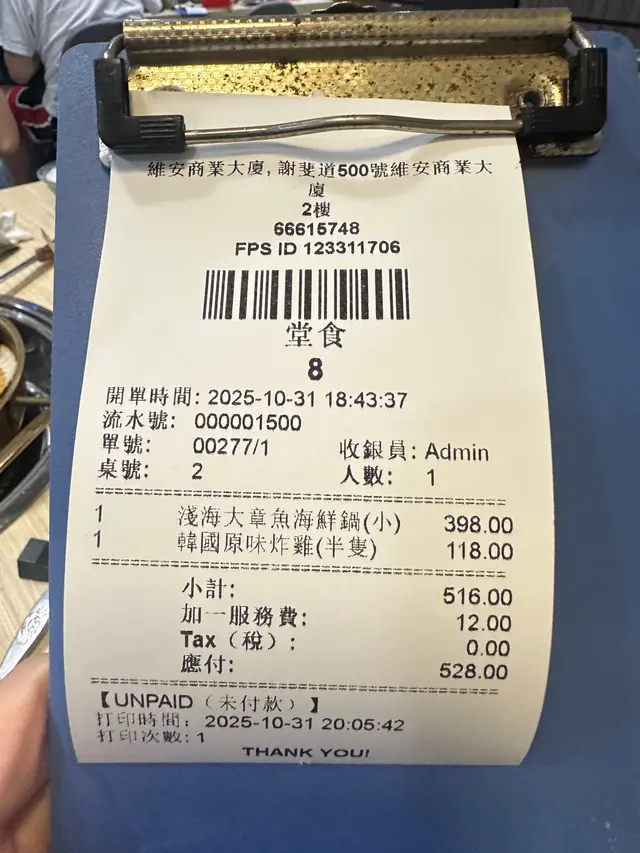 維安商業大廈, 謝斐道500號維安商業大
廈
2樓
66615748
FPS ID 123311706
堂食
8
開單時間: 2025-10-31 18:43:37
流水號: 000001500
單號: 00277/1 收銀員: Admin
桌號: 2 人數: 1
1 淺海大章魚海鮮鍋(小) 398.00
1 韓國原味炸雞(半隻) 118.00
小計: 516.00
加一服務費: 12.00
Tax（稅）: 0.00
應付: 528.00
【UNPAID（未付款）】
打印時間: 2025-10-31 20:05:42
打印次數: 1
THANK YOU!